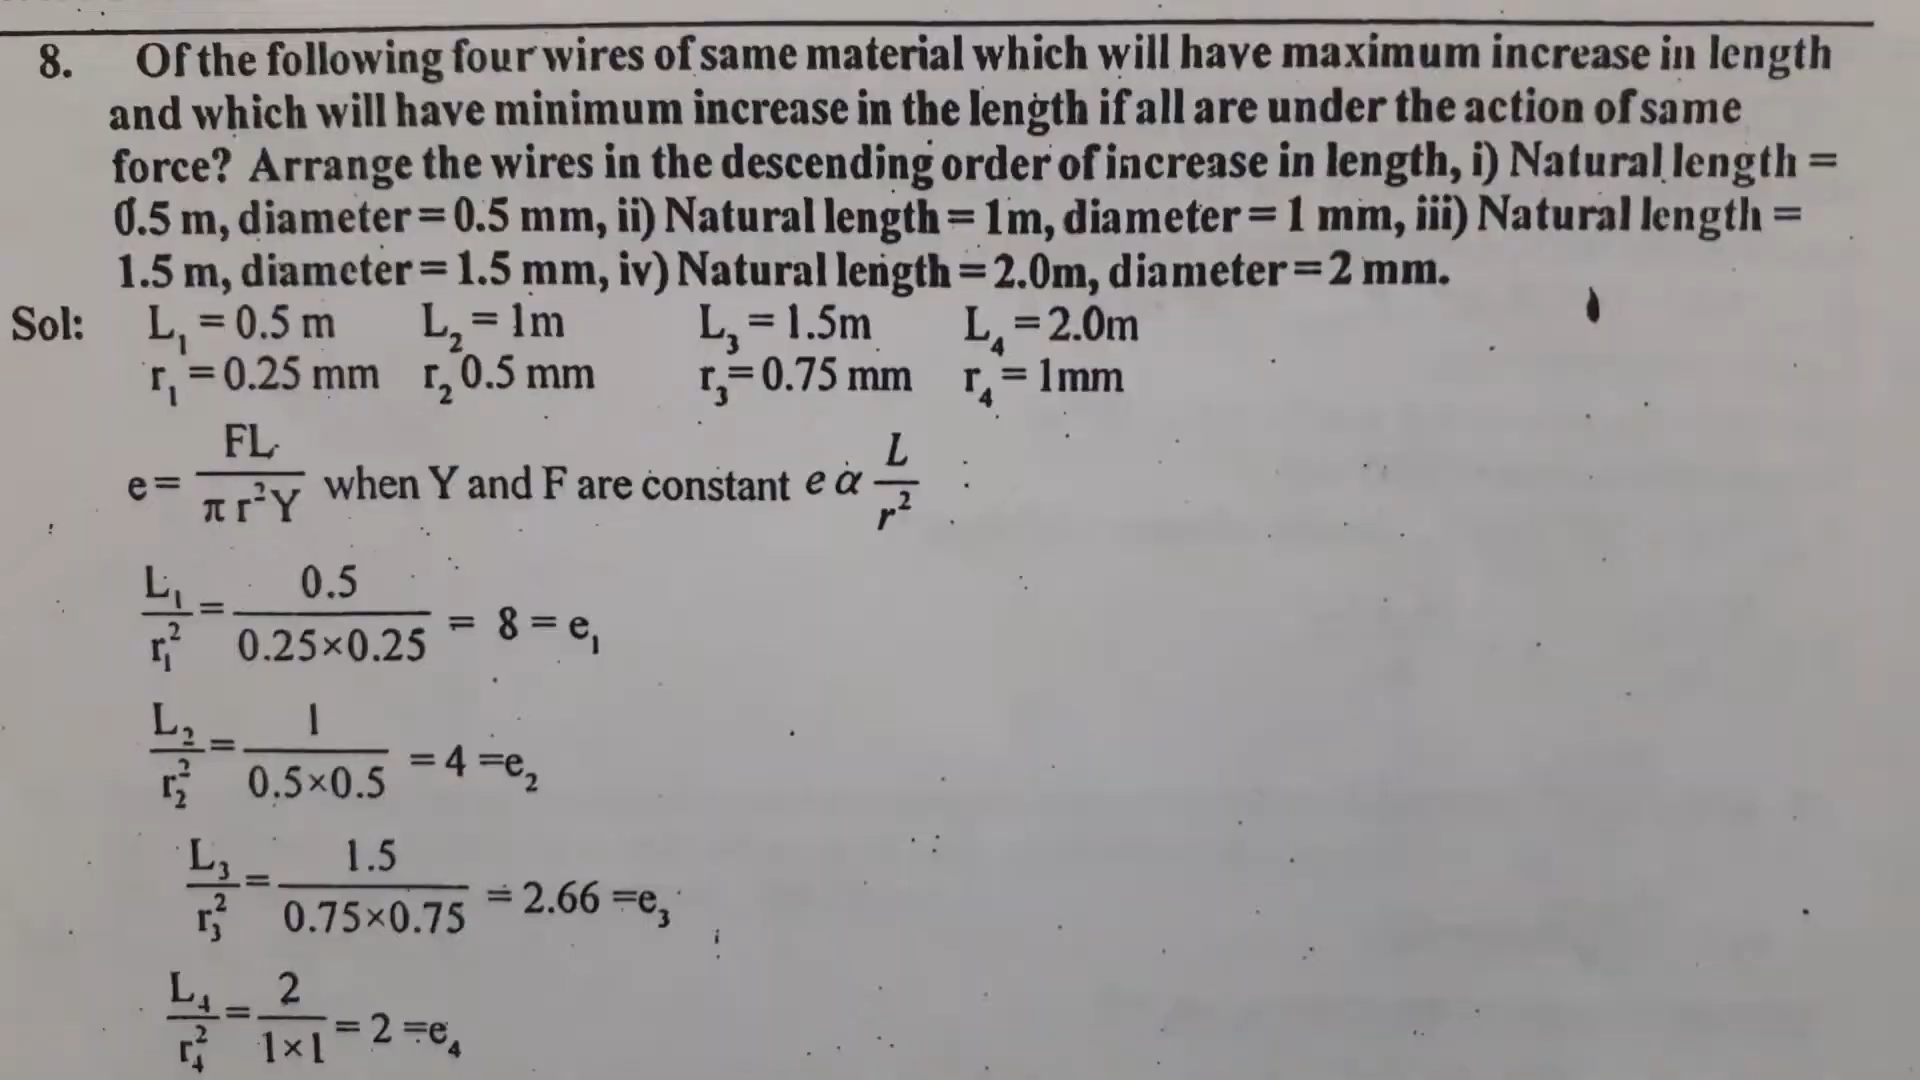 8. Of the following four wires of same material which will have maximum increase in length
and which will have minimum increase in the length if all are under the action of same
force? Arrange the wires in the descending order of increase in length, i) Natural length =
0.5 m, diameter = 0.5 mm, ii) Natural length = 1m, diameter = 1 mm, iii) Natural length =
1.5 m, diameter = 1.5 mm, iv) Natural length = 2.0m, diameter = 2 mm.
Sol: L₁ = 0.5 m L₂ = 1m L₃ = 1.5m L₄ = 2.0m
r₁ = 0.25 mm r₂ 0.5 mm r₃ = 0.75 mm r₄ = 1mm
e = FL / π r² Y when Y and F are constant e α L / r²
L₁ / r₁² = 0.5 / 0.25×0.25 = 8 = e₁
L₂ / r₂² = 1 / 0.5×0.5 = 4 = e₂
L₃ / r₃² = 1.5 / 0.75×0.75 = 2.66 = e₃
L₄ / r₄² = 2 / 1×1 = 2 = e₄